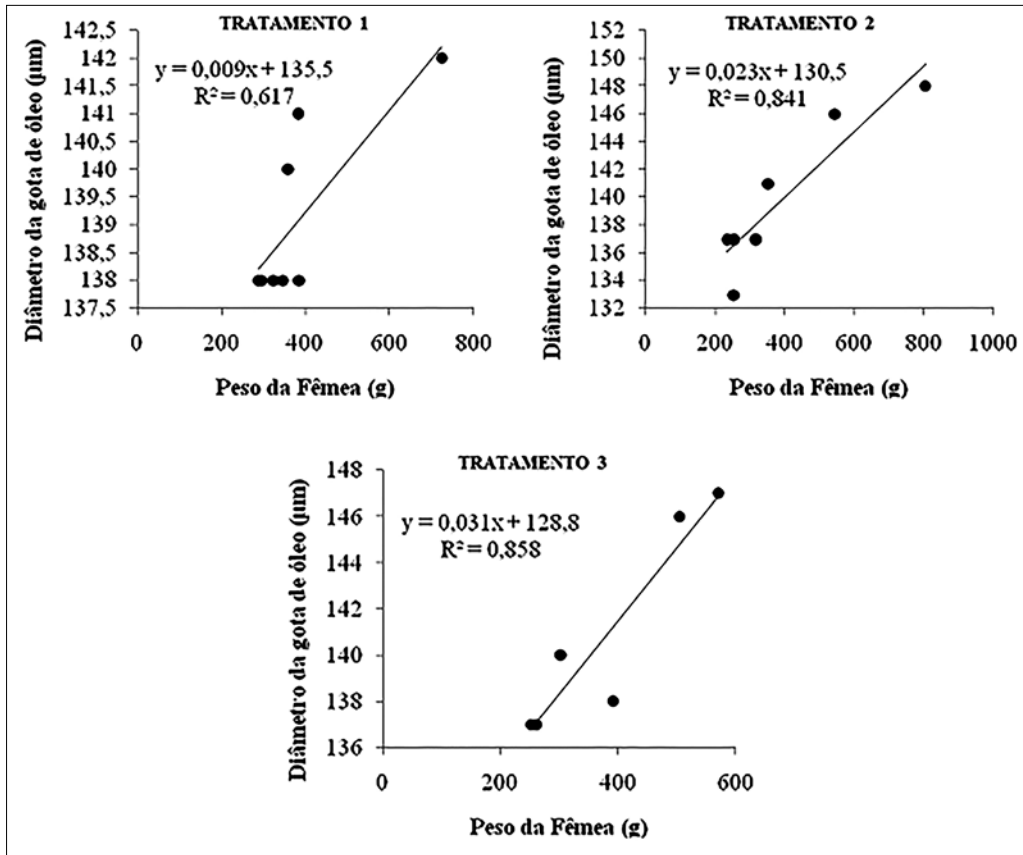 TRATAMENTO 1
y = 0,009x + 135,5
R² = 0,617
Diâmetro da gota de óleo (µm)
142,5
142
141,5
141
140,5
140
139,5
139
138,5
138
137,5
0 200 400 600 800
Peso da Fêmea (g)
TRATAMENTO 2
y = 0,023x + 130,5
R² = 0,841
Diâmetro da gota de óleo (µm)
152
150
148
146
144
142
140
138
136
134
132
0 200 400 600 800 1000
Peso da Fêmea (g)
TRATAMENTO 3
y = 0,031x + 128,8
R² = 0,858
Diâmetro da gota de óleo (µm)
148
146
144
142
140
138
136
0 200 400 600
Peso da Fêmea (g)